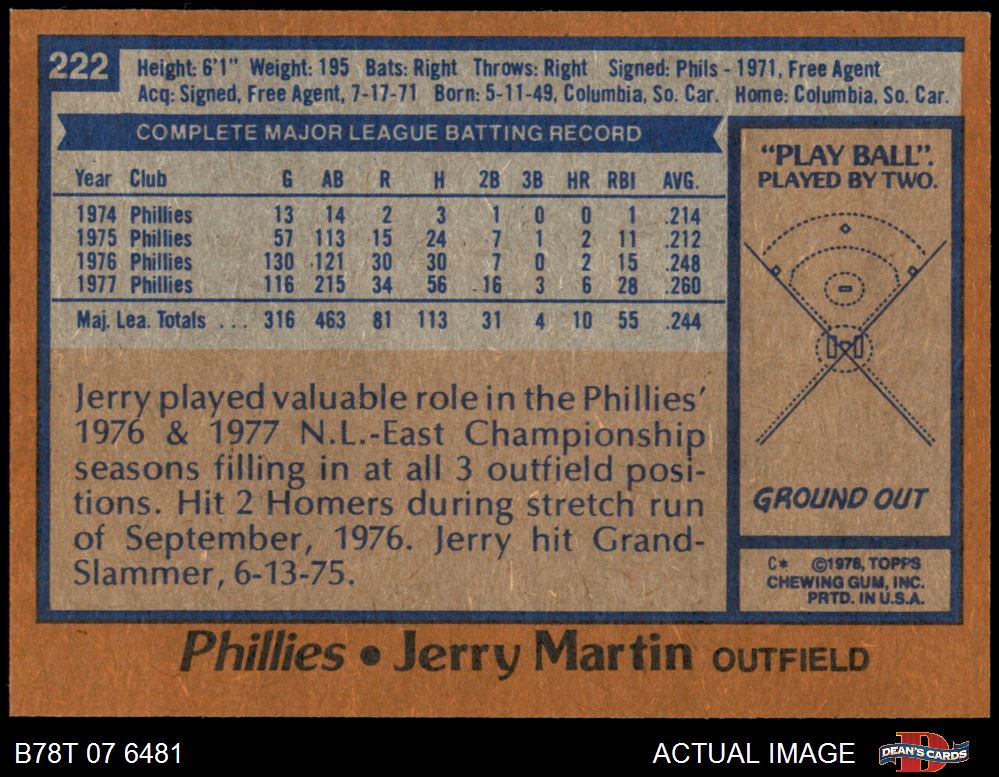 222
Height: 6'1" Weight: 195 Bats: Right Throws: Right Signed: Phils - 1971, Free Agent
Acq: Signed, Free Agent, 7-17-71 Born: 5-11-49, Columbia, So. Car. Home: Columbia, So. Car.
COMPLETE MAJOR LEAGUE BATTING RECORD
Year Club G AB R H 2B 3B HR RBI AVG.
1974 Phillies 13 14 2 3 1 0 0 1 .214
1975 Phillies 57 113 15 24 7 1 2 11 .212
1976 Phillies 130 121 30 30 7 0 2 15 .248
1977 Phillies 116 215 34 56 16 3 6 28 .260
Maj. Lea. Totals ... 316 463 81 113 31 4 10 55 .244
Jerry played valuable role in the Phillies'
1976 & 1977 N.L.-East Championship
seasons filling in at all 3 outfield posi-
tions. Hit 2 Homers during stretch run
of September, 1976. Jerry hit Grand-
Slammer, 6-13-75.
"PLAY BALL".
PLAYED BY TWO.
GROUND OUT
C* ©1978, TOPPS
CHEWING GUM, INC.
PRTD. IN U.S.A.
Phillies • Jerry Martin OUTFIELD
B78T 07 6481
ACTUAL IMAGE
D
DEAN'S CARDS